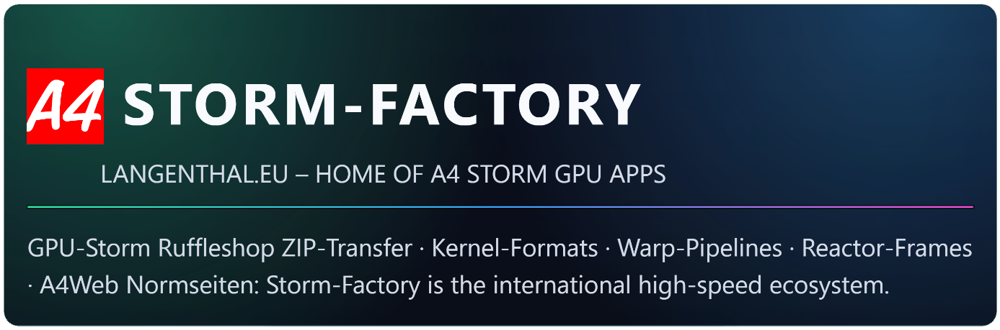 A4 STORM-FACTORY
LANGENTHAL.EU – HOME OF A4 STORM GPU APPS
GPU-Storm Ruffleshop ZIP-Transfer · Kernel-Formats · Warp-Pipelines · Reactor-Frames
· A4Web Normseiten: Storm-Factory is the international high-speed ecosystem.